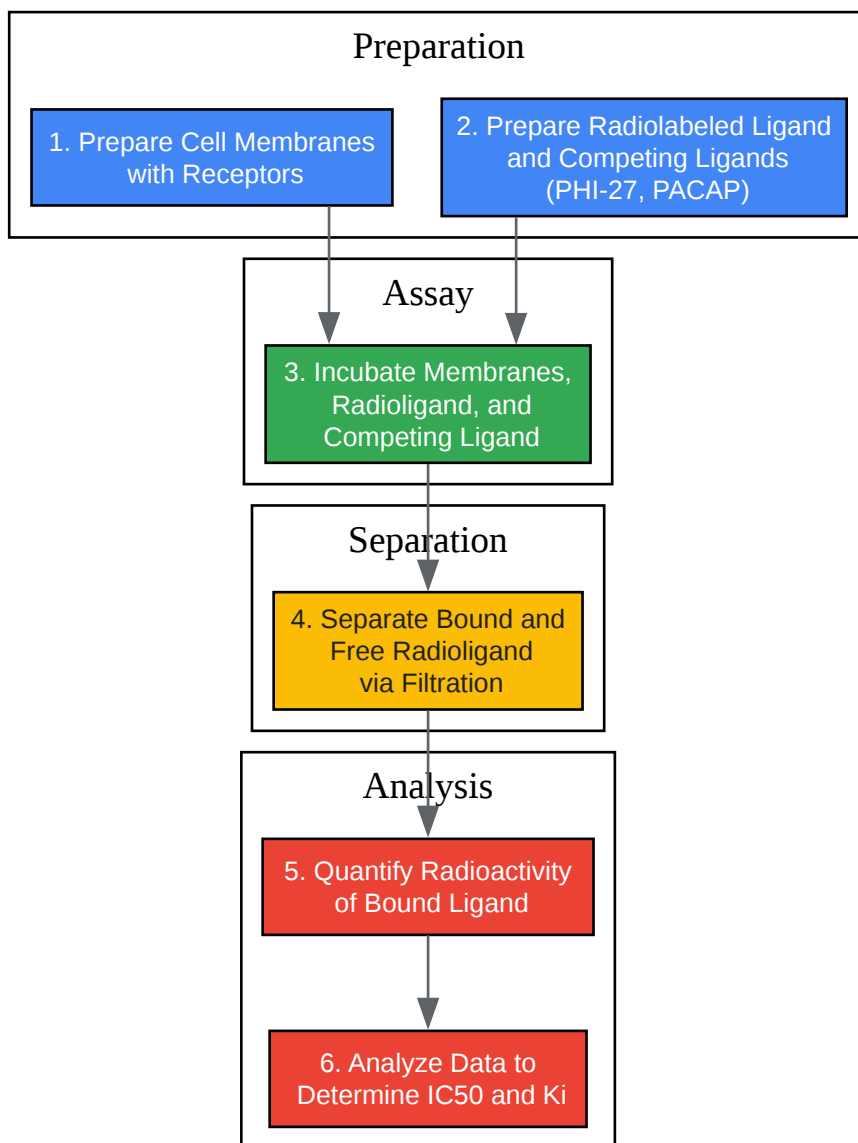 Preparation
1. Prepare Cell Membranes
with Receptors
2. Prepare Radiolabeled Ligand
and Competing Ligands
(PHI-27, PACAP)
Assay
3. Incubate Membranes,
Radioligand, and
Competing Ligand
Separation
4. Separate Bound and
Free Radioligand
via Filtration
Analysis
5. Quantify Radioactivity
of Bound Ligand
6. Analyze Data to
Determine IC50 and Ki